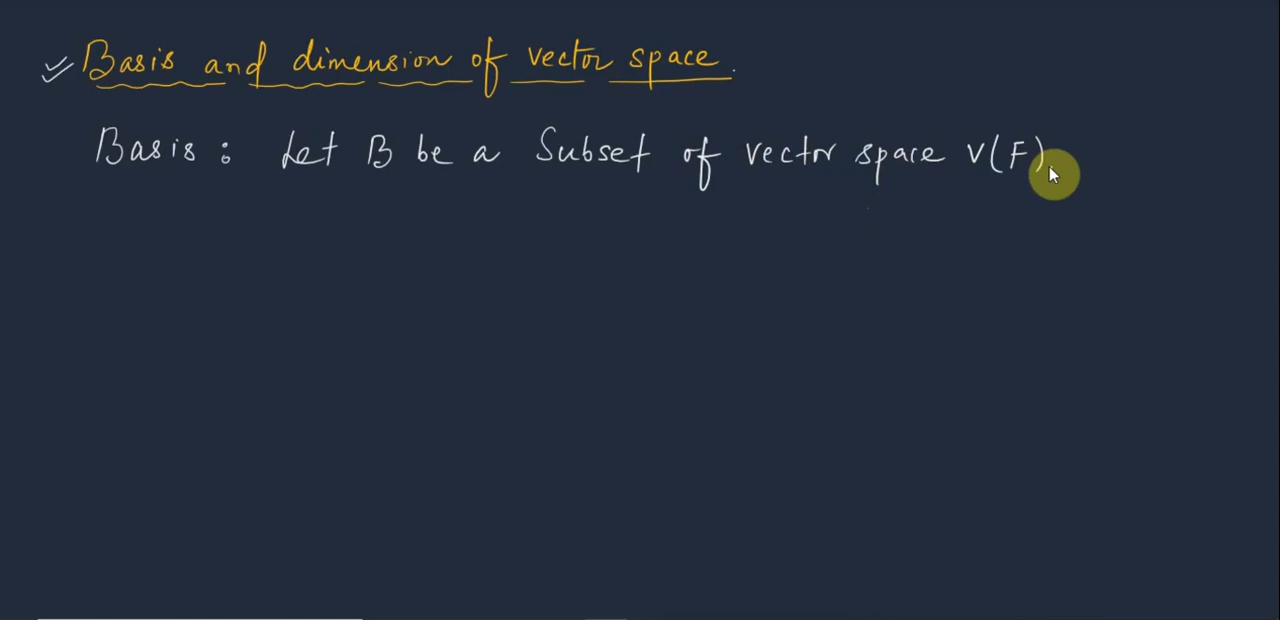 Basis and dimension of vector space.
Basis : Let B be a Subset of vector space V(F)